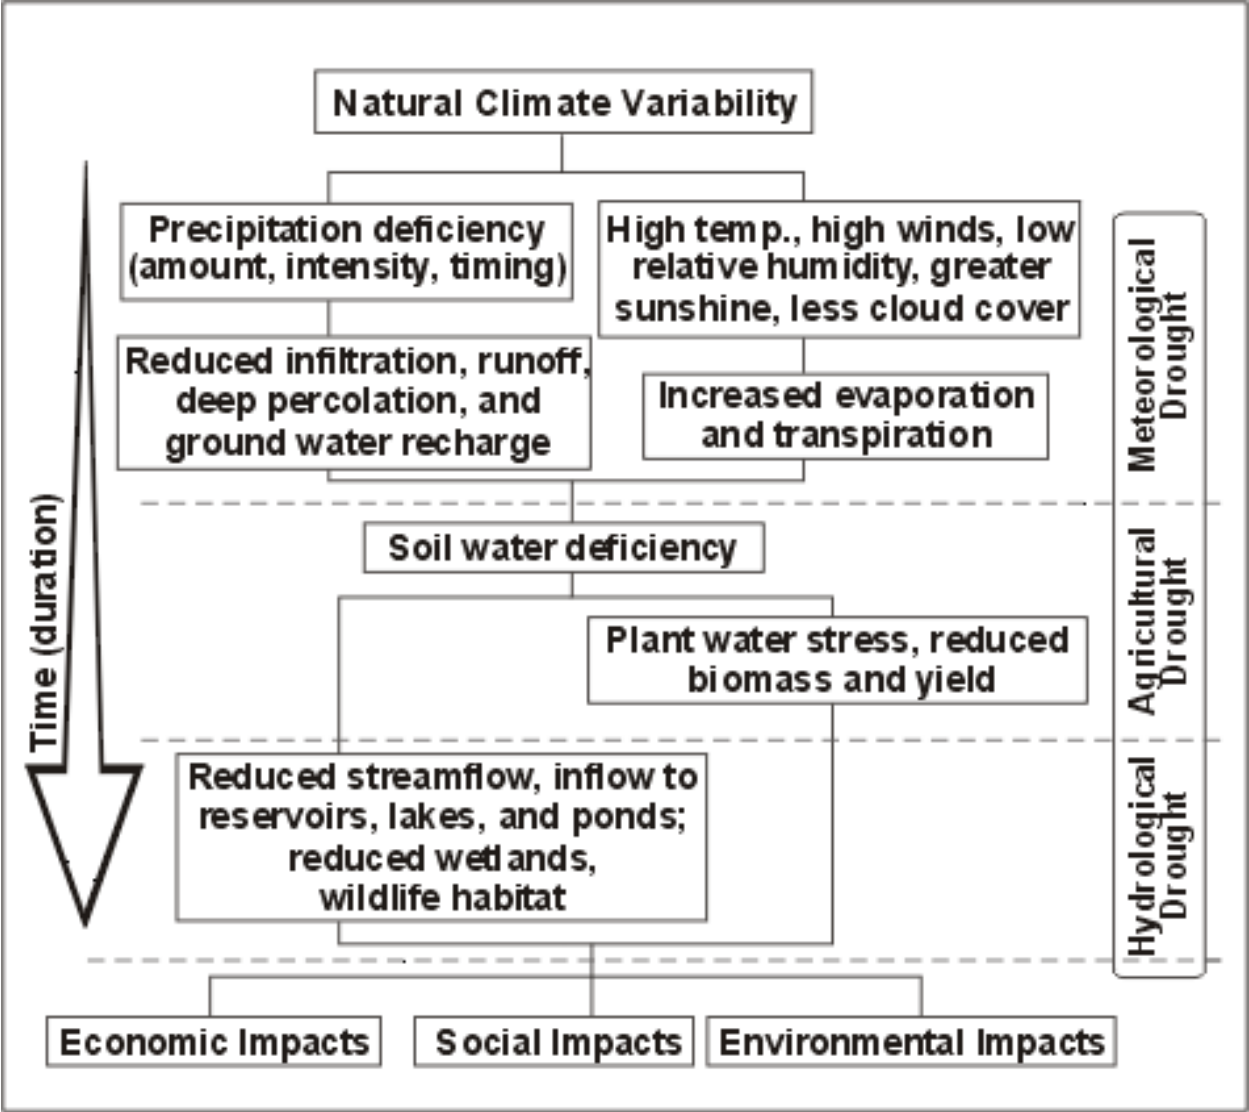 Natural Climate Variability
Precipitation deficiency
(amount, intensity, timing)
High temp., high winds, low
relative humidity, greater
sunshine, less cloud cover
Reduced infiltration, runoff,
deep percolation, and
ground water recharge
Increased evaporation
and transpiration
Meteorological
Drought
Time (duration)
Soil water deficiency
Plant water stress, reduced
biomass and yield
Agricultural
Drought
Reduced streamflow, inflow to
reservoirs, lakes, and ponds;
reduced wetlands,
wildlife habitat
Hydrological
Drought
Economic Impacts
Social Impacts
Environmental Impacts